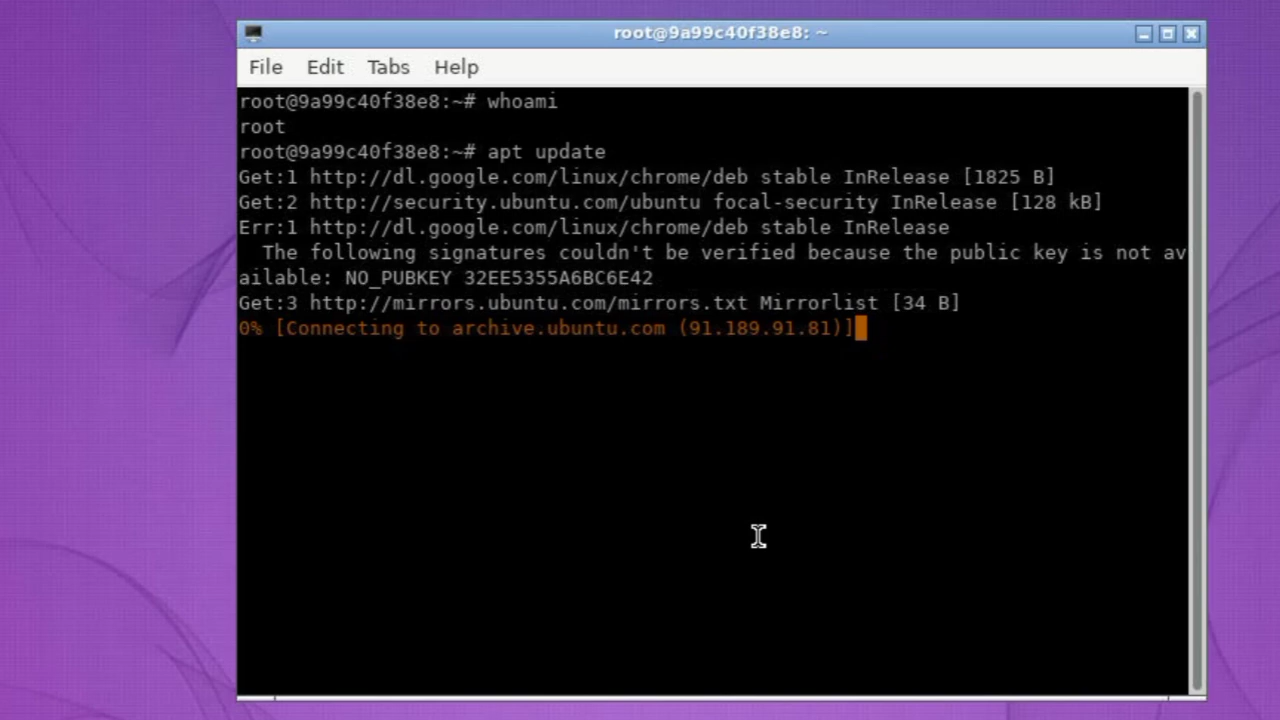 root@9a99c40f38e8: ~
File Edit Tabs Help
root@9a99c40f38e8:~# whoami
root
root@9a99c40f38e8:~# apt update
Get:1 http://dl.google.com/linux/chrome/deb stable InRelease [1825 B]
Get:2 http://security.ubuntu.com/ubuntu focal-security InRelease [128 kB]
Err:1 http://dl.google.com/linux/chrome/deb stable InRelease
  The following signatures couldn't be verified because the public key is not av
ailable: NO_PUBKEY 32EE5355A6BC6E42
Get:3 http://mirrors.ubuntu.com/mirrors.txt Mirrorlist [34 B]
0% [Connecting to archive.ubuntu.com (91.189.91.81)]